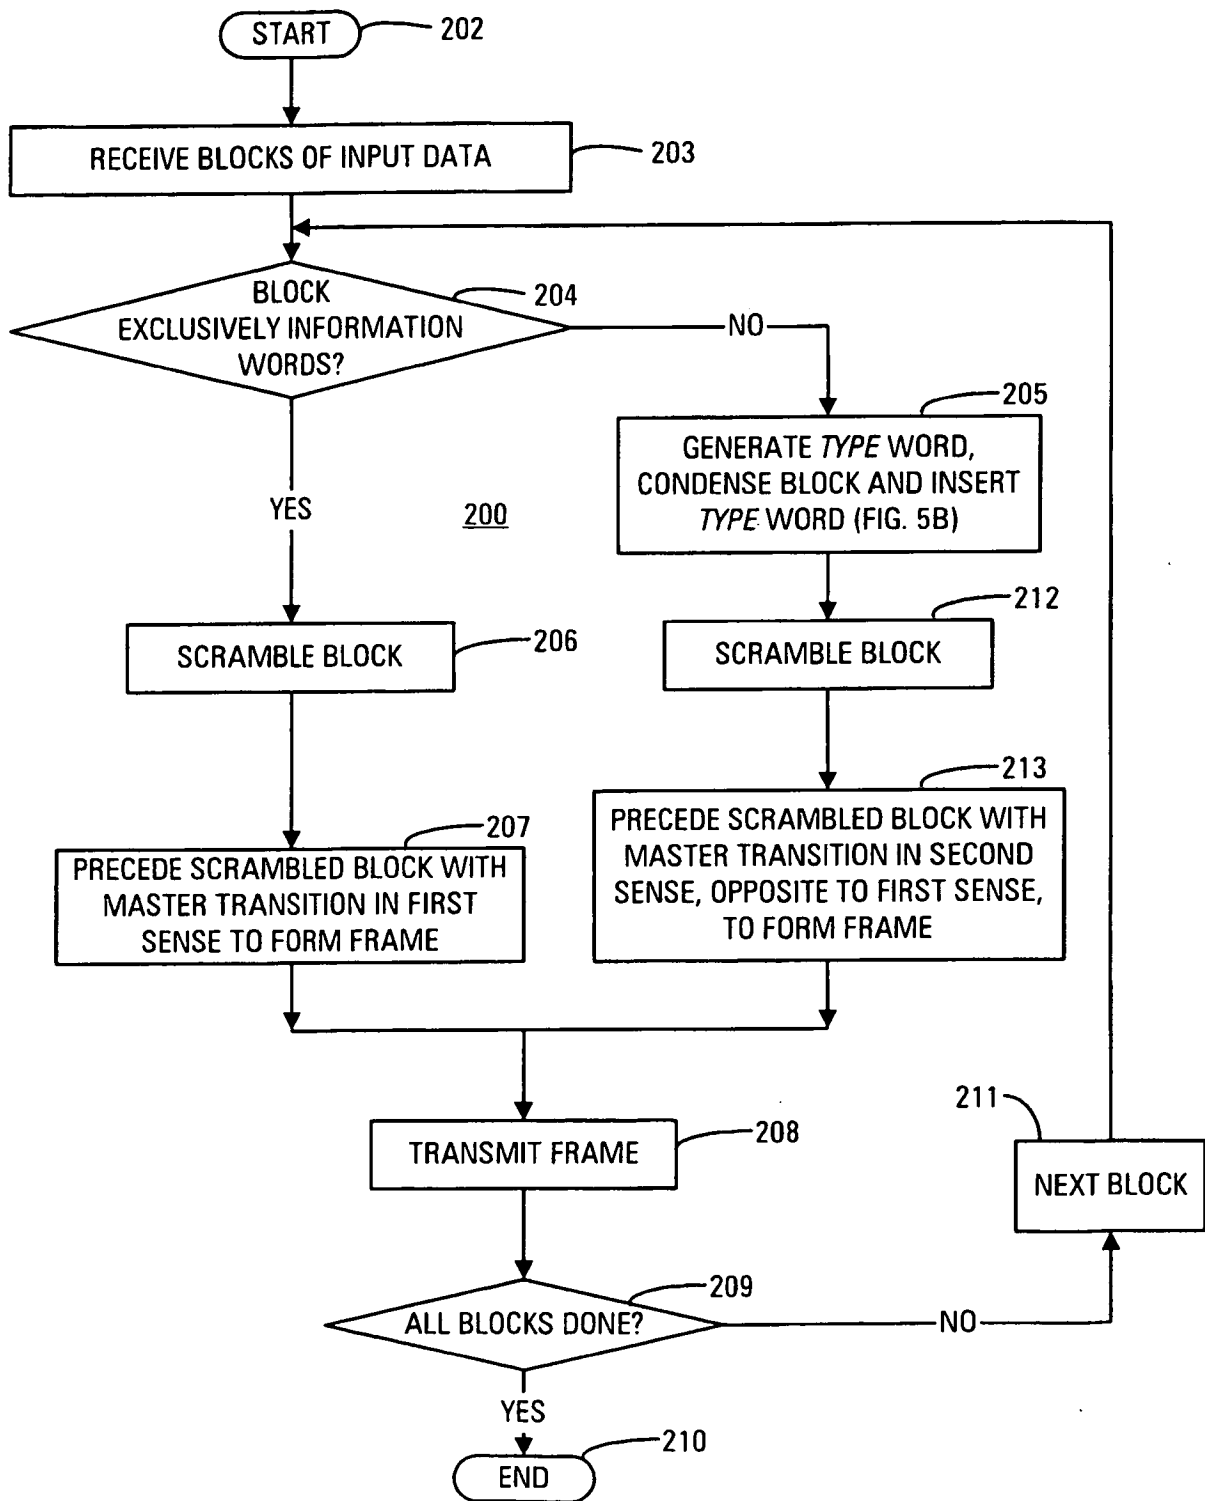 START
202
RECEIVE BLOCKS OF INPUT DATA
203
BLOCK
EXCLUSIVELY INFORMATION
WORDS?
204
NO
YES
200
205
GENERATE TYPE WORD,
CONDENSE BLOCK AND INSERT
TYPE WORD (FIG. 5B)
SCRAMBLE BLOCK
206
212
SCRAMBLE BLOCK
207
PRECEDE SCRAMBLED BLOCK WITH
MASTER TRANSITION IN FIRST
SENSE TO FORM FRAME
213
PRECEDE SCRAMBLED BLOCK WITH
MASTER TRANSITION IN SECOND
SENSE, OPPOSITE TO FIRST SENSE,
TO FORM FRAME
TRANSMIT FRAME
208
211
NEXT BLOCK
ALL BLOCKS DONE?
209
NO
YES
END
210